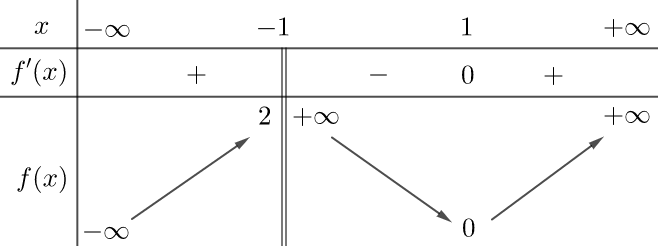 x −∞ −1 1 +∞
f′(x) + − 0 +
2 +∞ +∞
f(x)
−∞ 0